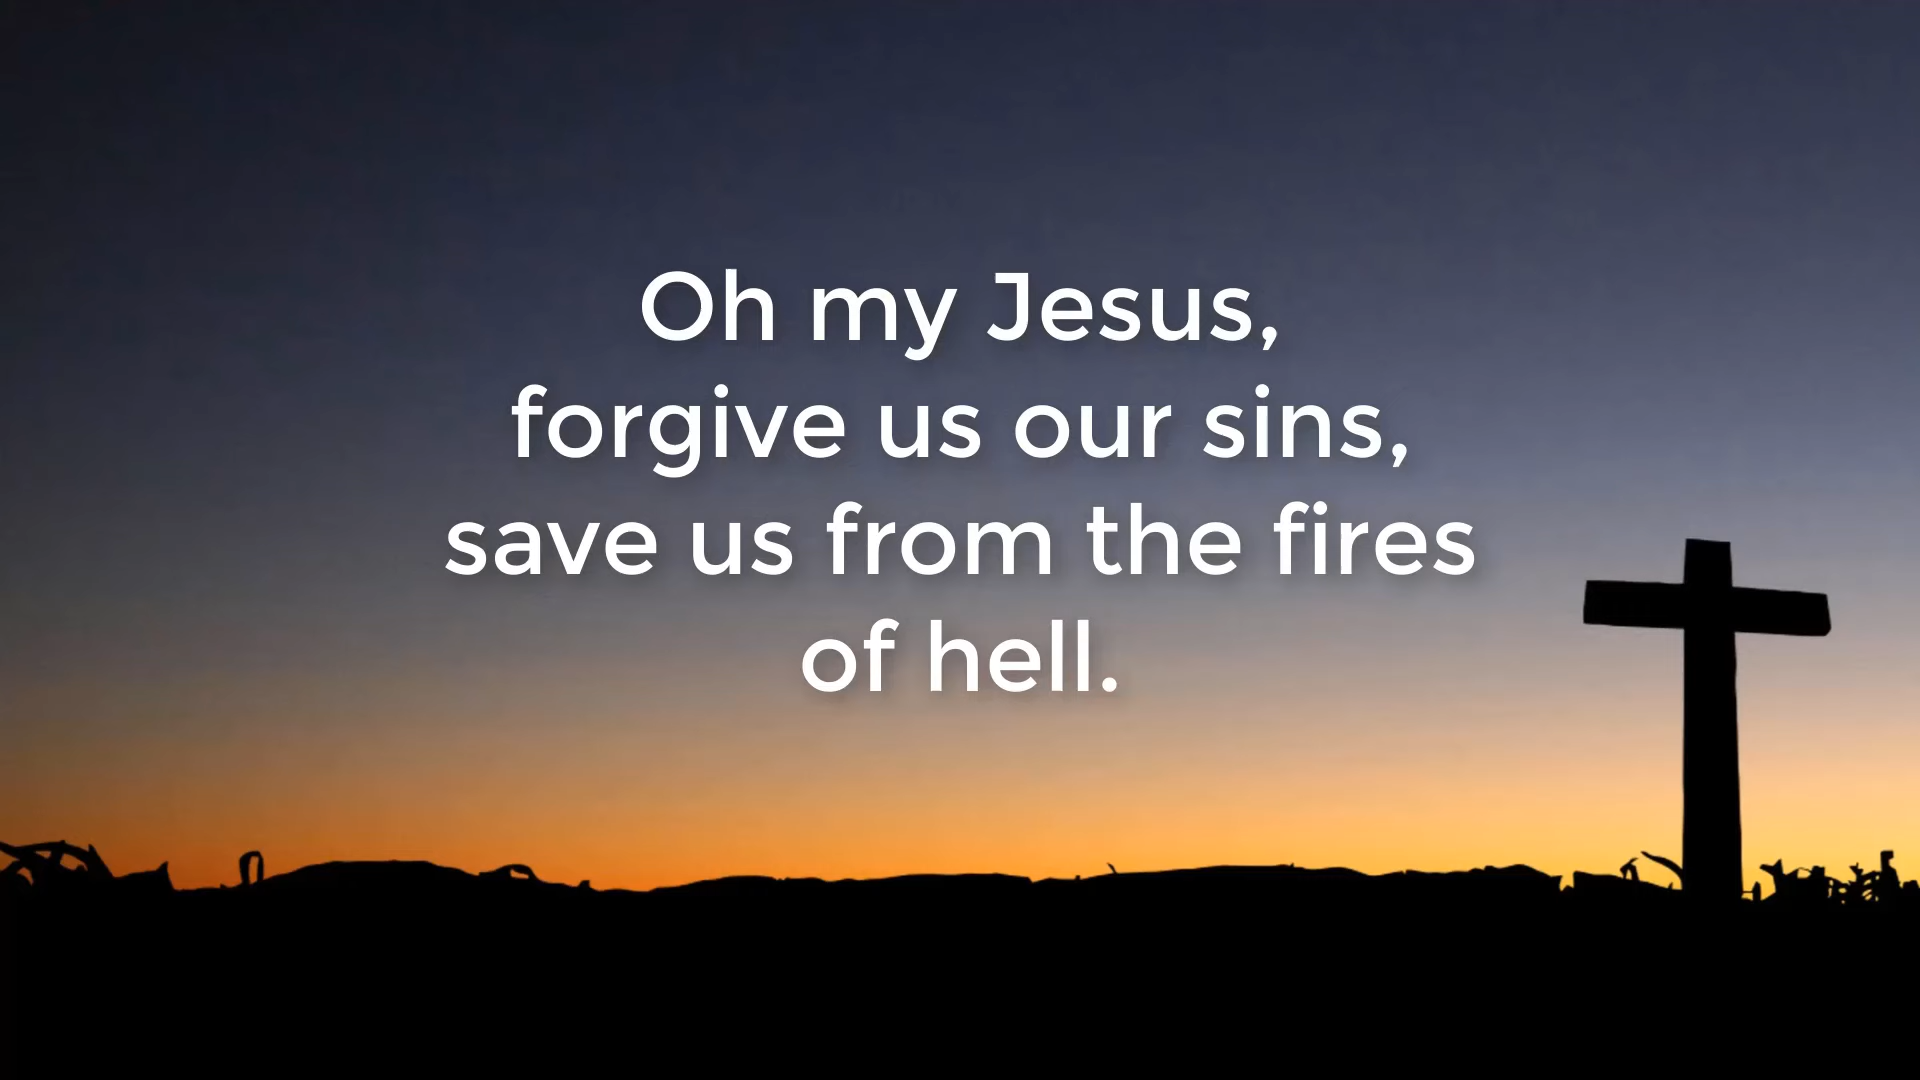 Oh my Jesus,
forgive us our sins,
save us from the fires
of hell.